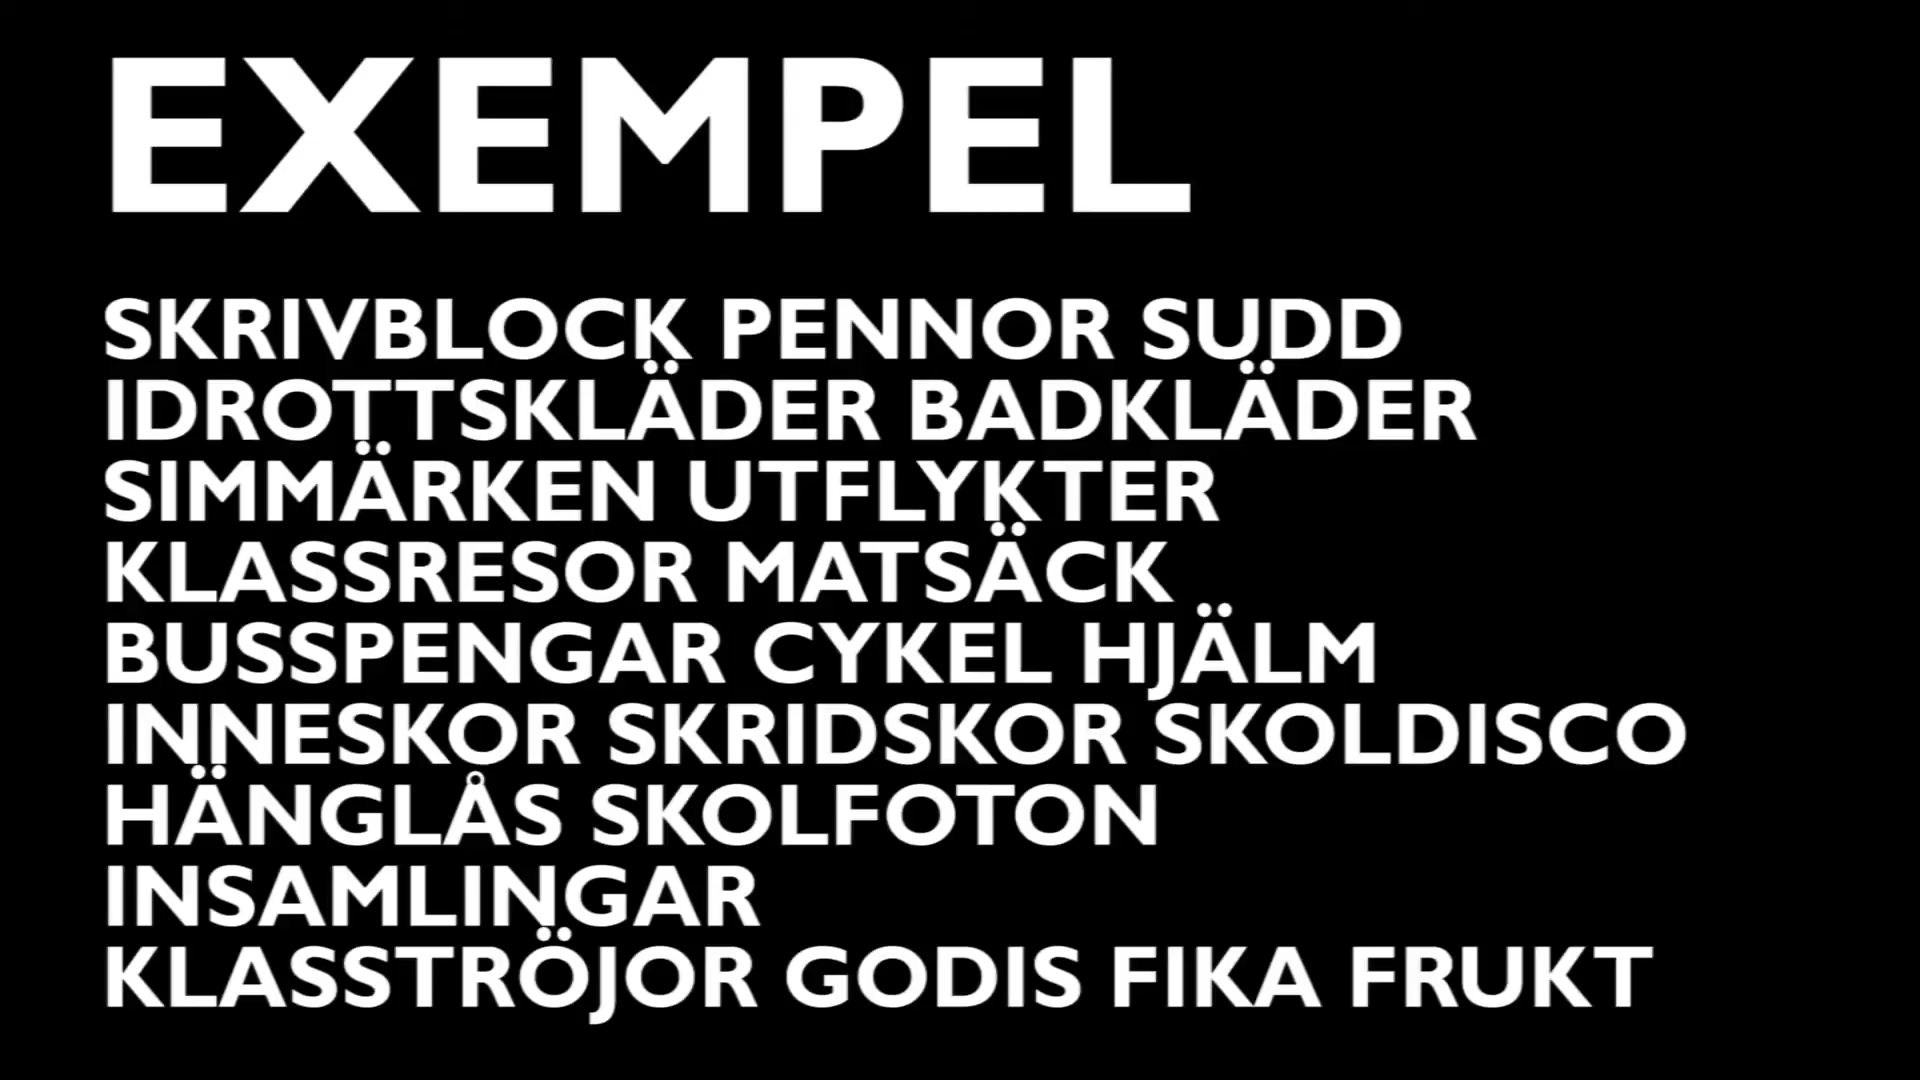 EXEMPEL
SKRIVBLOCK PENNOR SUDD
IDROTTSKLÄDER BADKLÄDER
SIMMÄRKEN UTFLYKTER
KLASSRESOR MATSÄCK
BUSSPENGAR CYKEL HJÄLM
INNESKOR SKRIDSKOR SKOLDISCO
HÄNGLÅS SKOLFOTON
INSAMLINGAR
KLASSTRÖJOR GODIS FIKA FRUKT